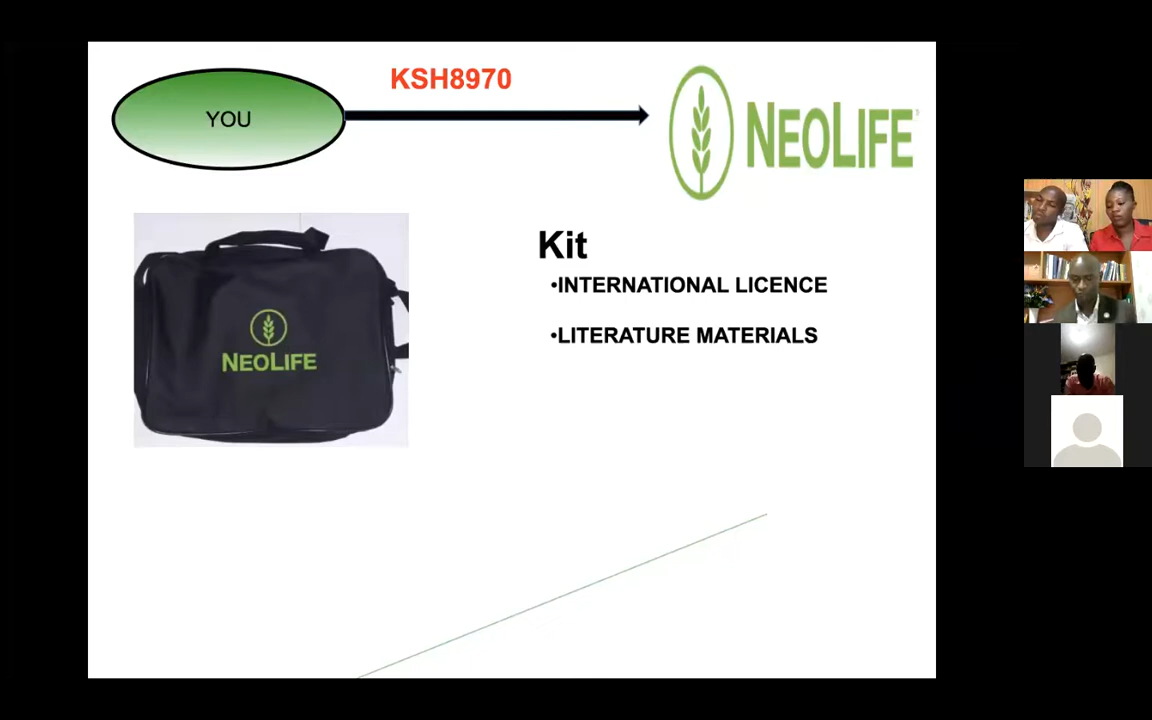 KSH8970
YOU
NEOLIFE
Kit
•INTERNATIONAL LICENCE
•LITERATURE MATERIALS
NEOLIFE